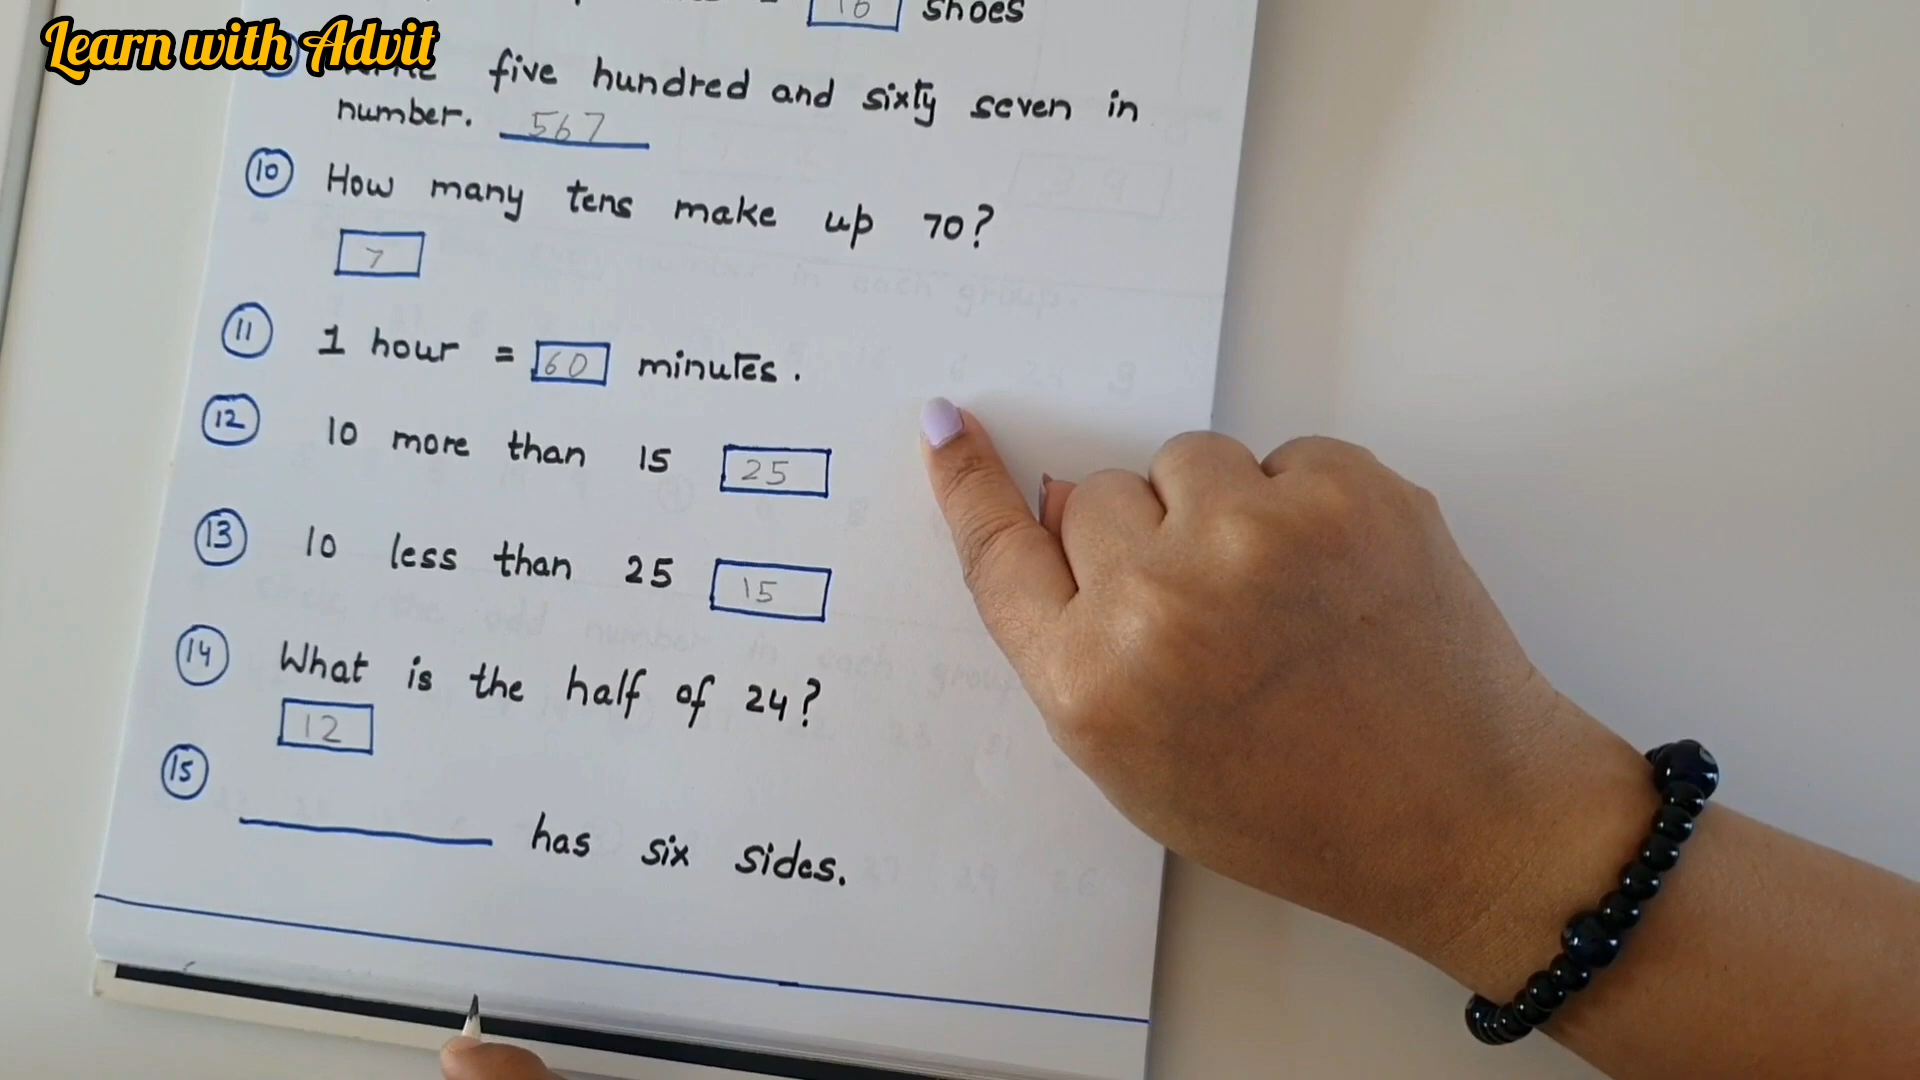 Learn with Advit
16 shoes
five hundred and sixty seven in
number. 567
10 How many tens make up 70?
7
11 1 hour = 60 minutes.
12 10 more than 15 25
13 10 less than 25 15
14 What is the half of 24?
12
15
has six sides.